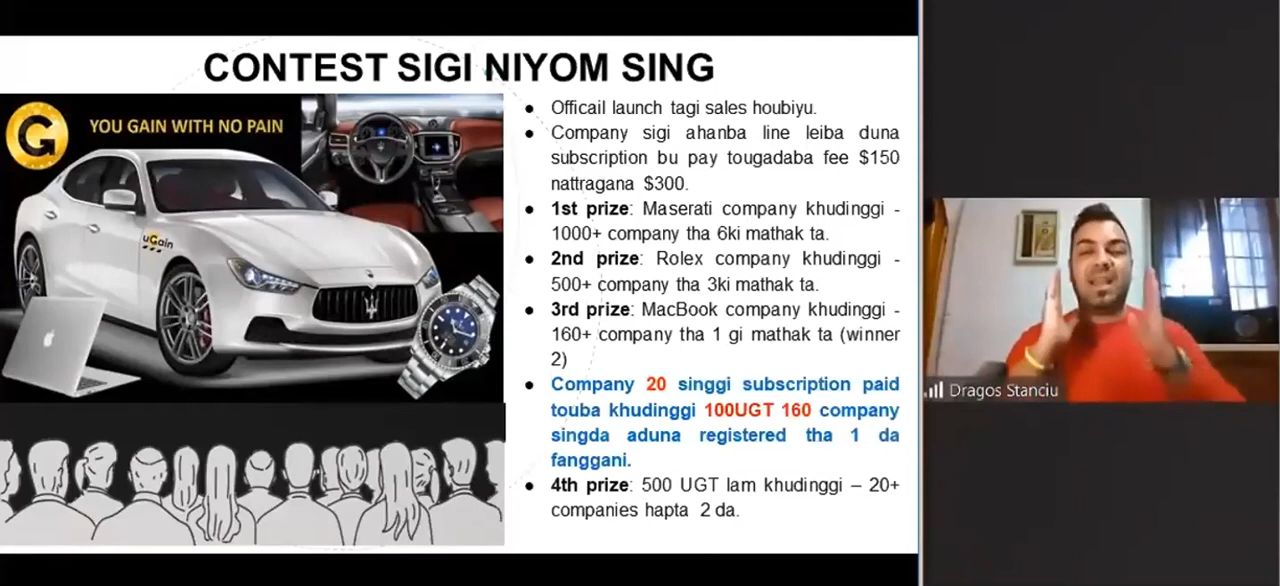 CONTEST SIGI NIYOM SING
G
YOU GAIN WITH NO PAIN
uGain
Officail launch tagi sales houbiyu.
Company sigi ahanba line leiba duna
subscription bu pay tougadaba fee $150
nattragana $300.
1st prize: Maserati company khudinggi -
1000+ company tha 6ki mathak ta.
2nd prize: Rolex company khudinggi -
500+ company tha 3ki mathak ta.
3rd prize: MacBook company khudinggi -
160+ company tha 1 gi mathak ta (winner
2)
Company 20 singgi subscription paid
touba khudinggi 100UGT 160 company
singda aduna registered tha 1 da
fanggani.
4th prize: 500 UGT lam khudinggi – 20+
companies hapta 2 da.
Dragos Stanciu